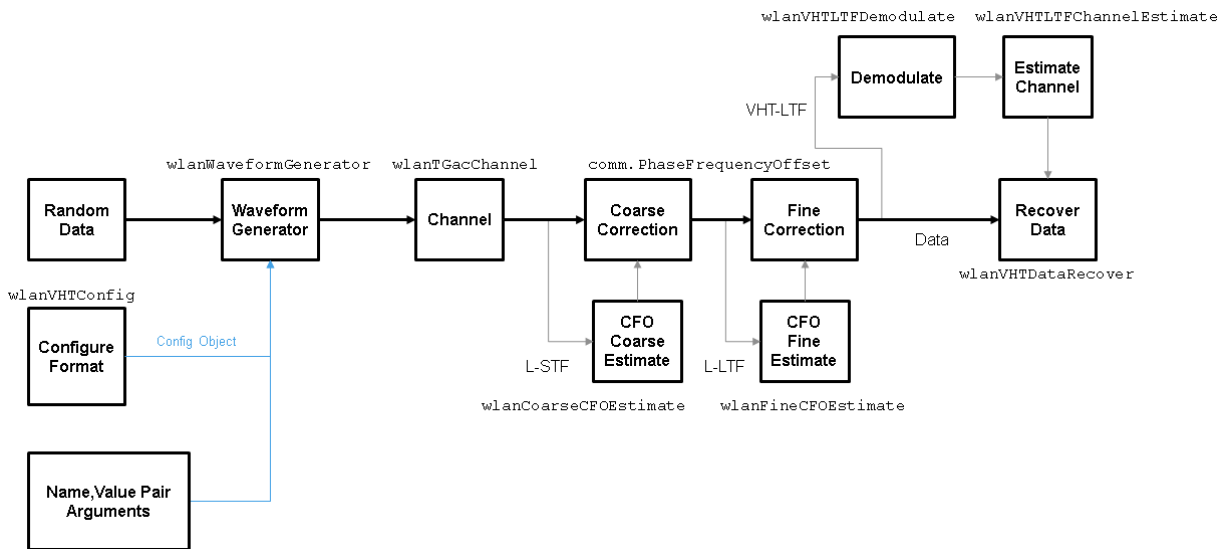 wlanVHTLTFDemodulate
wlanVHTLTFChannelEstimate
Demodulate
Estimate
Channel
VHT-LTF
wlanWaveformGenerator
wlanTGacChannel
comm.PhaseFrequencyOffset
Random
Data
Waveform
Generator
Channel
Coarse
Correction
Fine
Correction
Data
Recover
Data
wlanVHTDataRecover
wlanVHTConfig
Configure
Format
Config Object
L-STF
CFO
Coarse
Estimate
wlanCoarseCFOEstimate
L-LTF
CFO
Fine
Estimate
wlanFineCFOEstimate
Name,Value Pair
Arguments